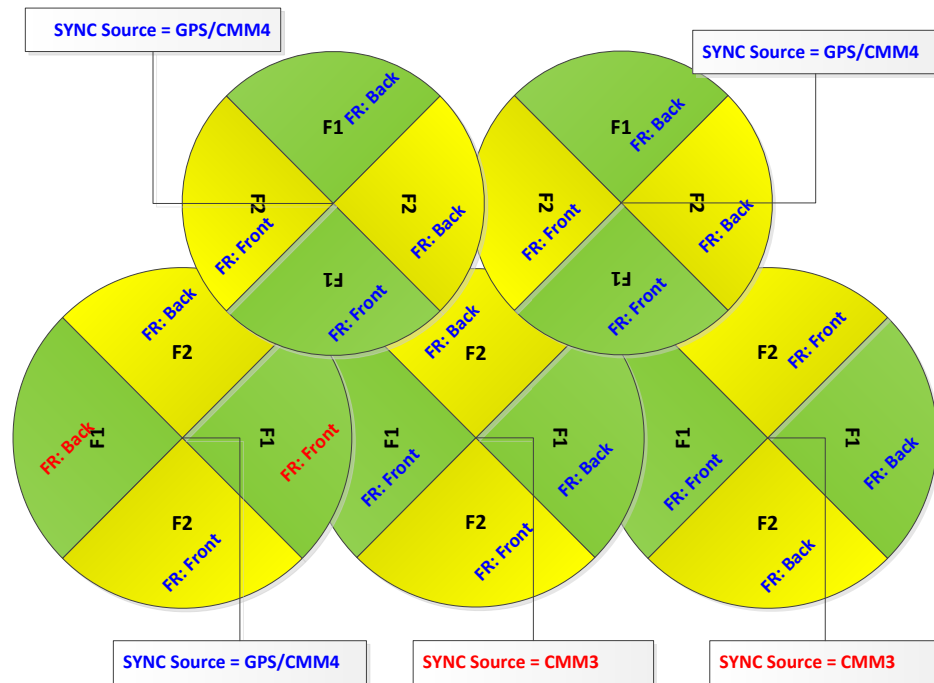 SYNC Source = GPS/CMM4
SYNC Source = GPS/CMM4
F1
FR: Back
F2
FR: Front
F2
FR: Back
F1
FR: Front
F1
FR: Back
F2
FR: Front
F2
FR: Back
F1
FR: Front
FR: Back
F2
F1
FR: Back
F1
FR: Front
F2
FR: Front
FR: Back
F2
F1
FR: Front
F1
FR: Back
F2
FR: Front
F2
FR: Front
F1
FR: Front
F1
FR: Back
F2
FR: Back
SYNC Source = GPS/CMM4
SYNC Source = CMM3
SYNC Source = CMM3